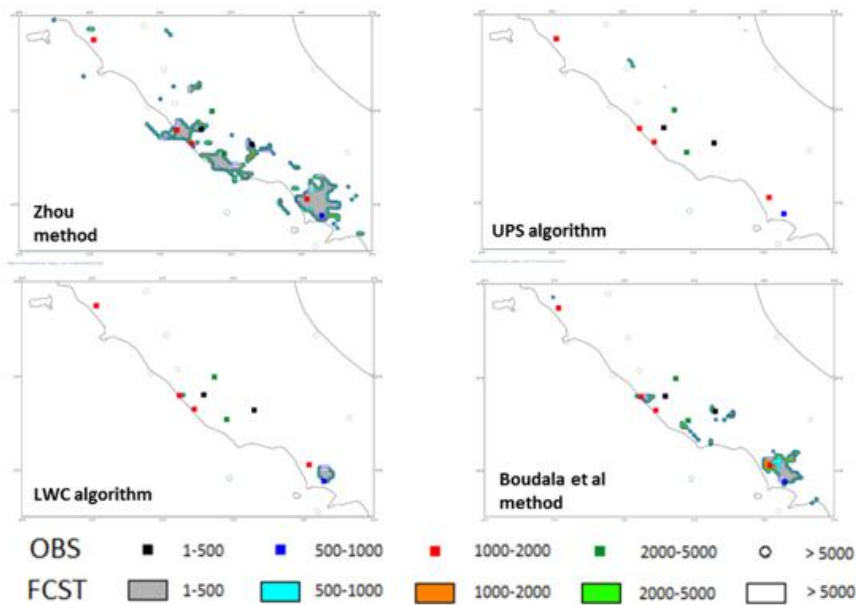 Zhou
method
UPS algorithm
LWC algorithm
Boudala et al
method
OBS 1-500 500-1000 1000-2000 2000-5000 > 5000
FCST 1-500 500-1000 1000-2000 2000-5000 > 5000